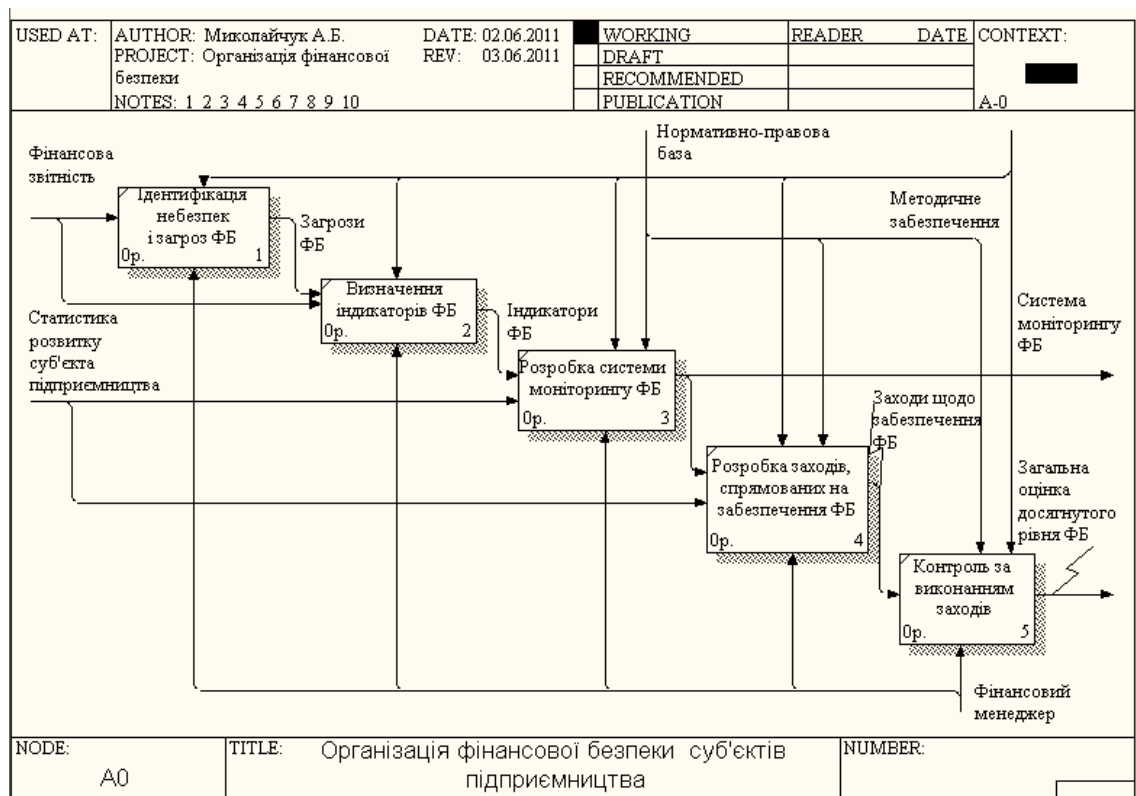 USED AT:
AUTHOR: Миколайчук А.Б.
DATE: 02.06.2011
PROJECT: Організація фінансової
REV: 03.06.2011
безпеки
NOTES: 1 2 3 4 5 6 7 8 9 10
WORKING
DRAFT
RECOMMENDED
PUBLICATION
READER DATE
CONTEXT:
A-0
Нормативно-правова
база
Фінансова
звітність
Ідентифікація
небезпек
і загроз ФБ
0р. 1
Загрози
ФБ
Методичне
забезпечення
Визначення
індикаторів ФБ
0р. 2
Індикатори
ФБ
Система
моніторингу
ФБ
Статистика
розвитку
суб'єкта
підприємництва
Розробка системи
моніторингу ФБ
0р. 3
Заходи щодо
забезпечення
ФБ
Розробка заходів,
спрямованих на
забезпечення ФБ
0р. 4
Загальна
оцінка
досягнутого
рівня ФБ
Контроль за
виконанням
заходів
0р. 5
Фінансовий
менеджер
NODE:
A0
TITLE:
Організація фінансової безпеки суб'єктів
підприємництва
NUMBER: